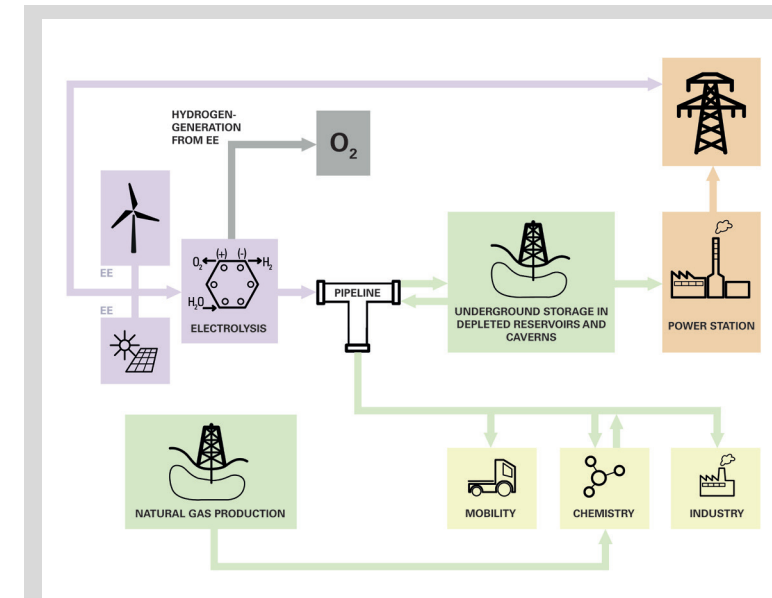 HYDROGEN-
GENERATION
FROM EE
O₂
EE
EE
(+) (-)
O₂ H₂
H₂O
ELECTROLYSIS
PIPELINE
UNDERGROUND STORAGE IN
DEPLETED RESERVOIRS AND
CAVERNS
POWER STATION
NATURAL GAS PRODUCTION
MOBILITY
CHEMISTRY
INDUSTRY